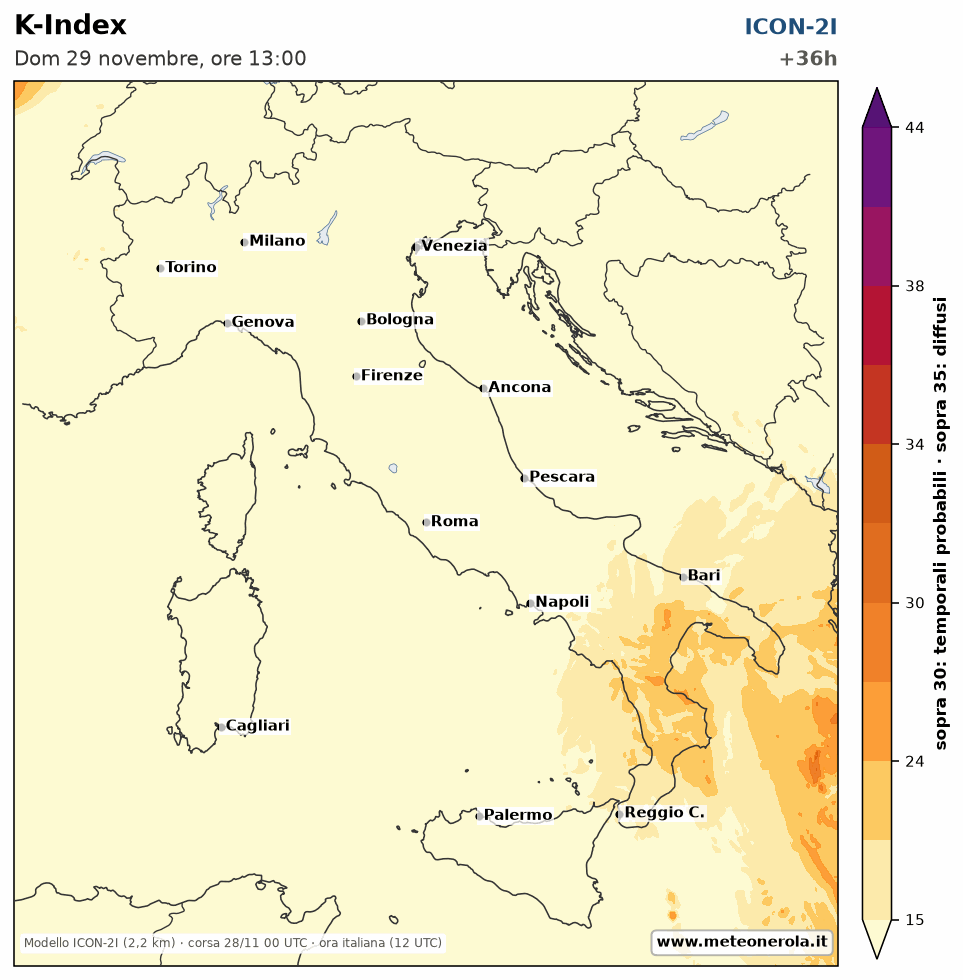 K-Index
ICON-2I
Dom 29 novembre, ore 13:00
+36h
44
38
34
30
24
15
sopra 30: temporali probabili · sopra 35: diffusi
Milano
Venezia
Torino
Genova
Bologna
Firenze
Ancona
Pescara
Roma
Bari
Napoli
Cagliari
Palermo
Reggio C.
Modello ICON-2I (2,2 km) · corsa 28/11 00 UTC · ora italiana (12 UTC)
www.meteonerola.it